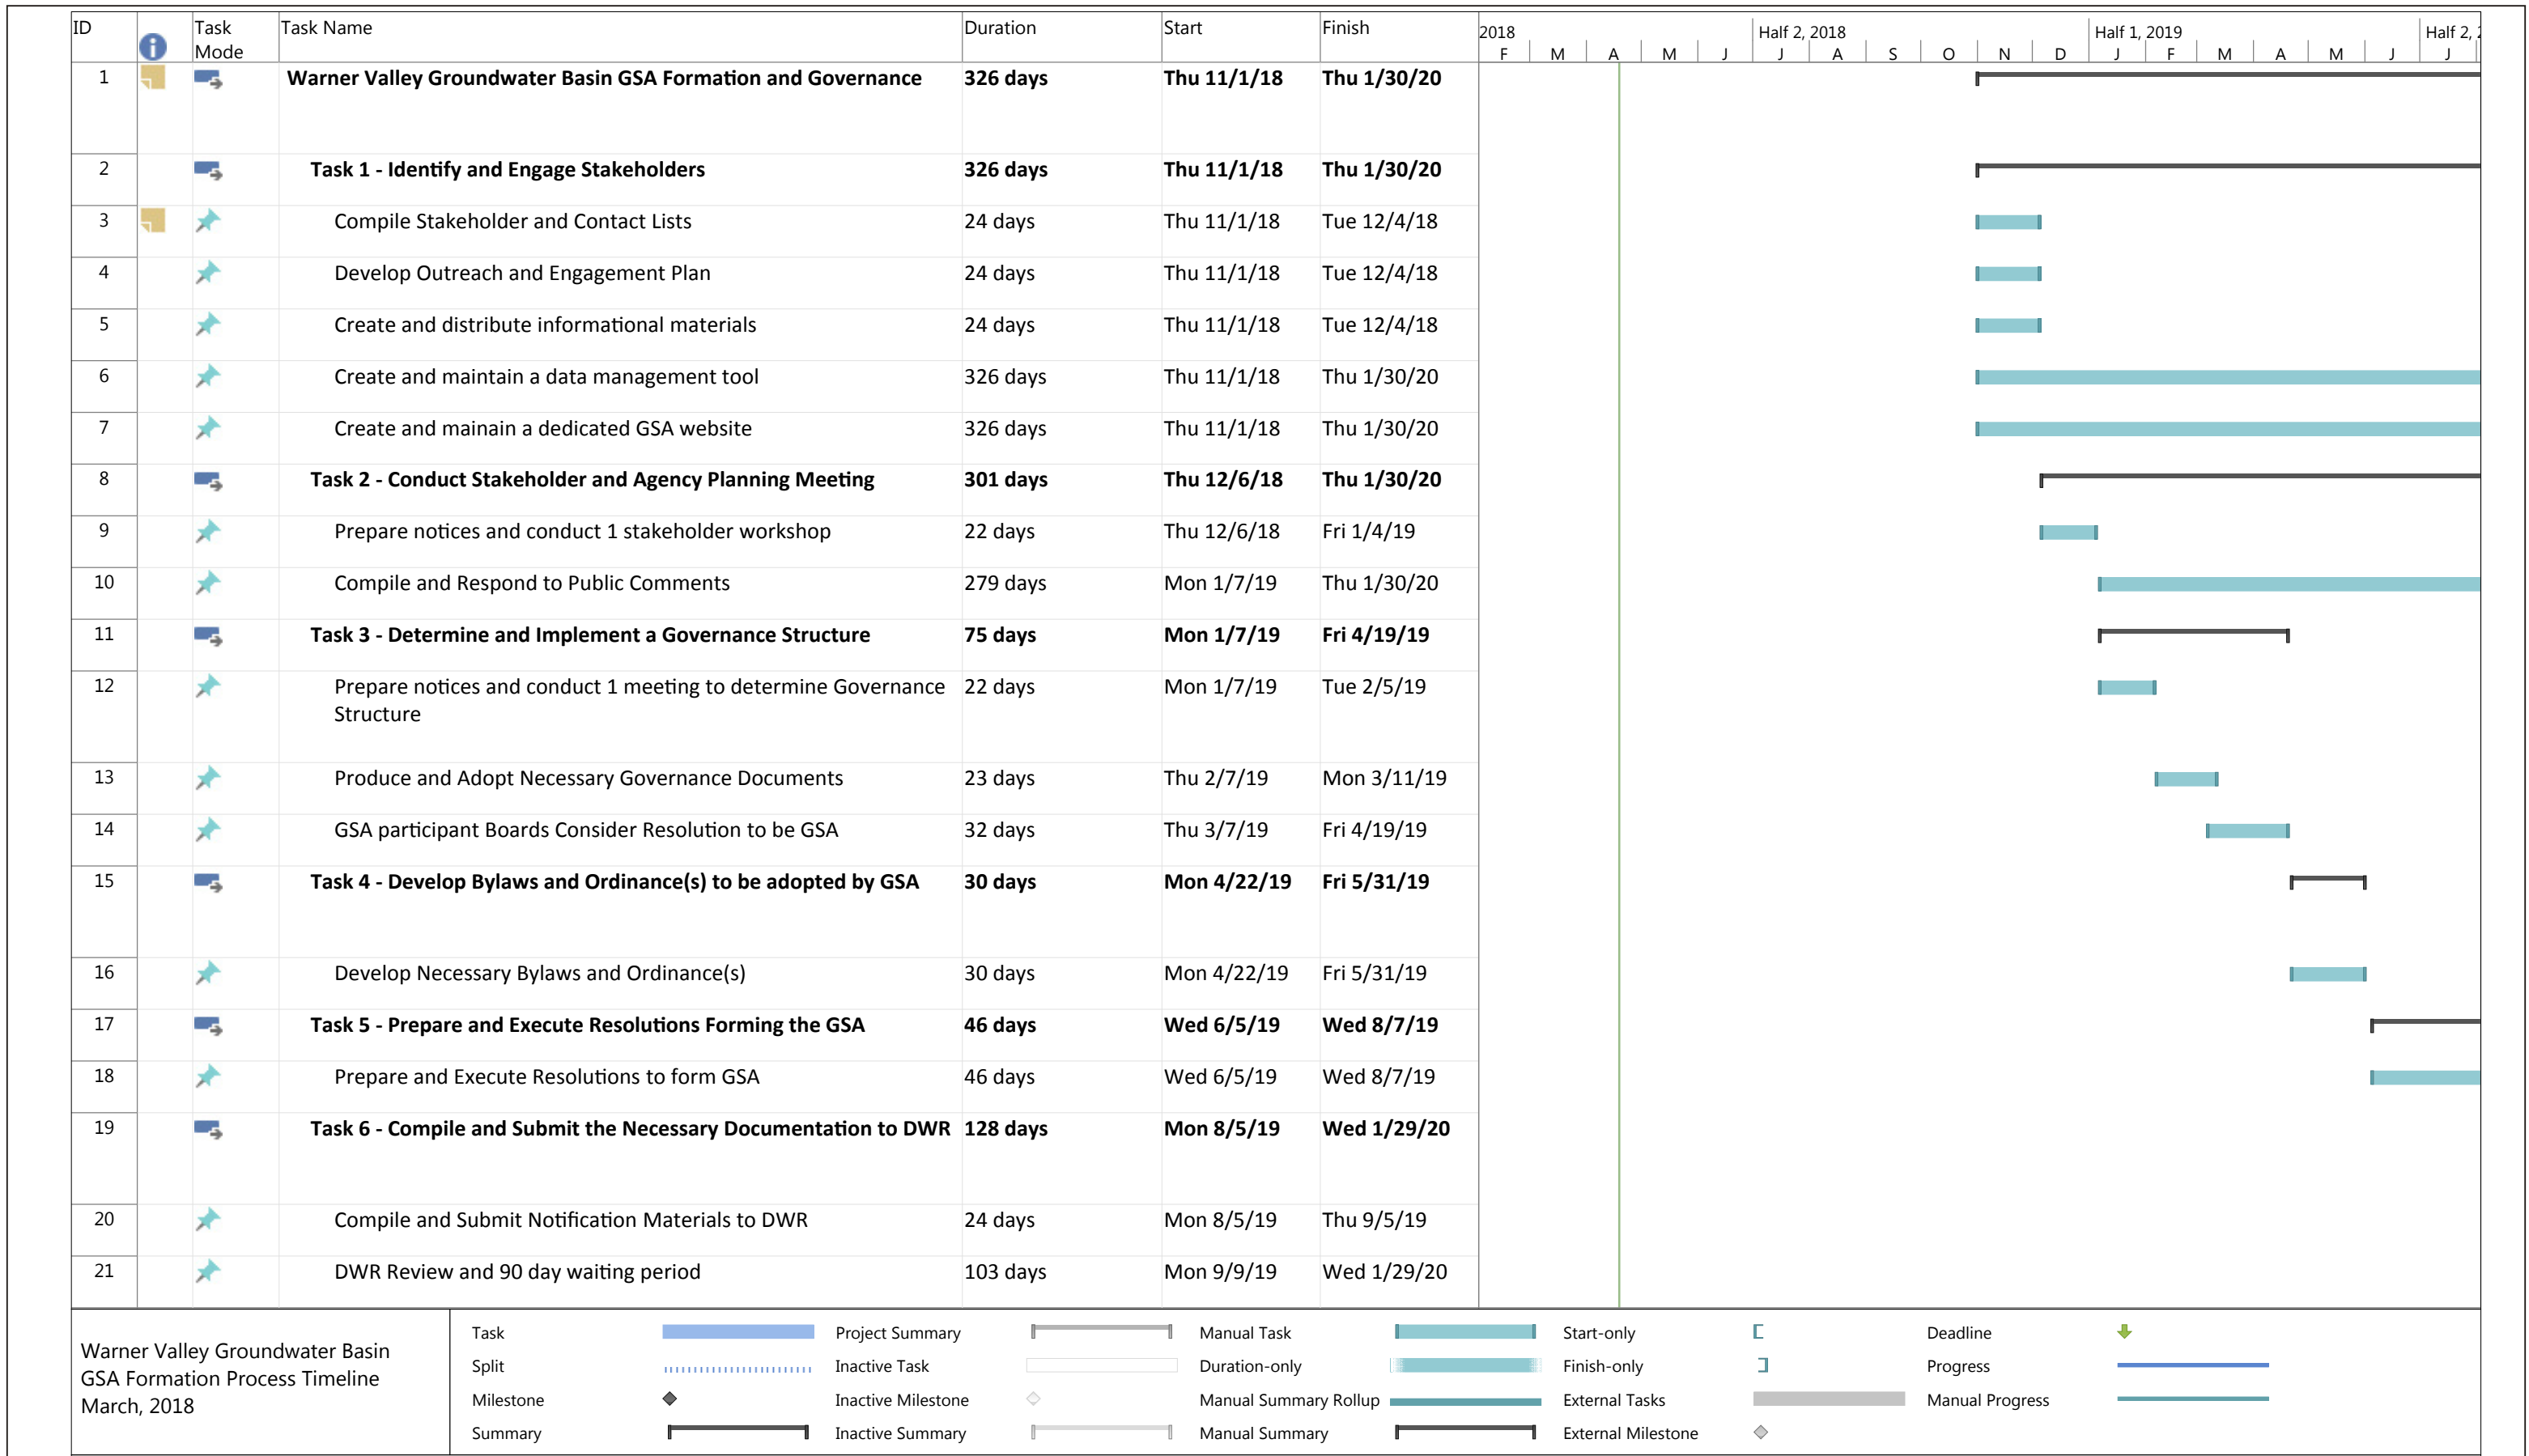 ID Task Mode Task Name Duration Start Finish
2018 Half 2, 2018 Half 1, 2019 Half 2,
F M A M J J A S O N D J F M A M J J
1 Warner Valley Groundwater Basin GSA Formation and Governance 326 days Thu 11/1/18 Thu 1/30/20
2 Task 1 - Identify and Engage Stakeholders 326 days Thu 11/1/18 Thu 1/30/20
3 Compile Stakeholder and Contact Lists 24 days Thu 11/1/18 Tue 12/4/18
4 Develop Outreach and Engagement Plan 24 days Thu 11/1/18 Tue 12/4/18
5 Create and distribute informational materials 24 days Thu 11/1/18 Tue 12/4/18
6 Create and maintain a data management tool 326 days Thu 11/1/18 Thu 1/30/20
7 Create and mainain a dedicated GSA website 326 days Thu 11/1/18 Thu 1/30/20
8 Task 2 - Conduct Stakeholder and Agency Planning Meeting 301 days Thu 12/6/18 Thu 1/30/20
9 Prepare notices and conduct 1 stakeholder workshop 22 days Thu 12/6/18 Fri 1/4/19
10 Compile and Respond to Public Comments 279 days Mon 1/7/19 Thu 1/30/20
11 Task 3 - Determine and Implement a Governance Structure 75 days Mon 1/7/19 Fri 4/19/19
12 Prepare notices and conduct 1 meeting to determine Governance 22 days Mon 1/7/19 Tue 2/5/19
Structure
13 Produce and Adopt Necessary Governance Documents 23 days Thu 2/7/19 Mon 3/11/19
14 GSA participant Boards Consider Resolution to be GSA 32 days Thu 3/7/19 Fri 4/19/19
15 Task 4 - Develop Bylaws and Ordinance(s) to be adopted by GSA 30 days Mon 4/22/19 Fri 5/31/19
16 Develop Necessary Bylaws and Ordinance(s) 30 days Mon 4/22/19 Fri 5/31/19
17 Task 5 - Prepare and Execute Resolutions Forming the GSA 46 days Wed 6/5/19 Wed 8/7/19
18 Prepare and Execute Resolutions to form GSA 46 days Wed 6/5/19 Wed 8/7/19
19 Task 6 - Compile and Submit the Necessary Documentation to DWR 128 days Mon 8/5/19 Wed 1/29/20
20 Compile and Submit Notification Materials to DWR 24 days Mon 8/5/19 Thu 9/5/19
21 DWR Review and 90 day waiting period 103 days Mon 9/9/19 Wed 1/29/20
Warner Valley Groundwater Basin
GSA Formation Process Timeline
March, 2018
Task Project Summary Manual Task Start-only Deadline
Split Inactive Task Duration-only Finish-only Progress
Milestone Inactive Milestone Manual Summary Rollup External Tasks Manual Progress
Summary Inactive Summary Manual Summary External Milestone